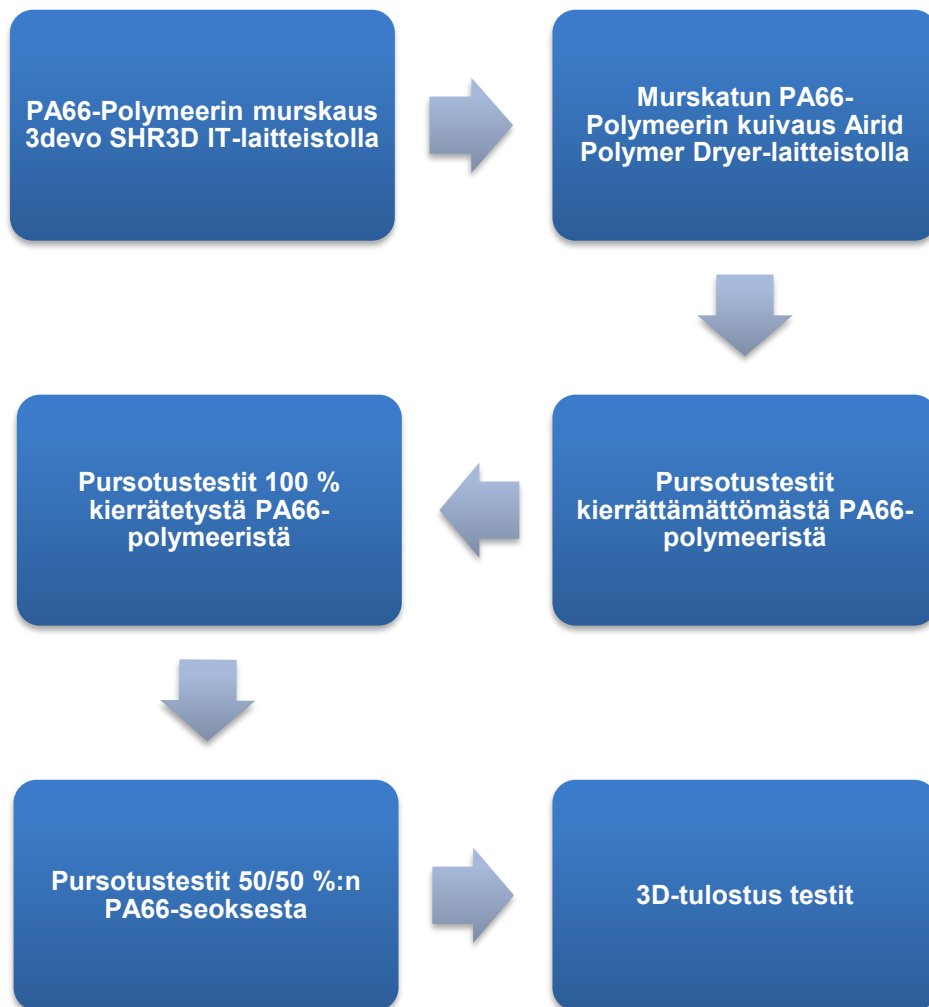 PA66-Polymeerin murskaus
3devo SHR3D IT-laitteistolla
Murskatun PA66-
Polymeerin kuivaus Airid
Polymer Dryer-laitteistolla
Pursotustestit
kierrättämättömästä PA66-
polymeeristä
Pursotustestit 100 %
kierrätetystä PA66-
polymeeristä
Pursotustestit 50/50 %:n
PA66-seoksesta
3D-tulostus testit